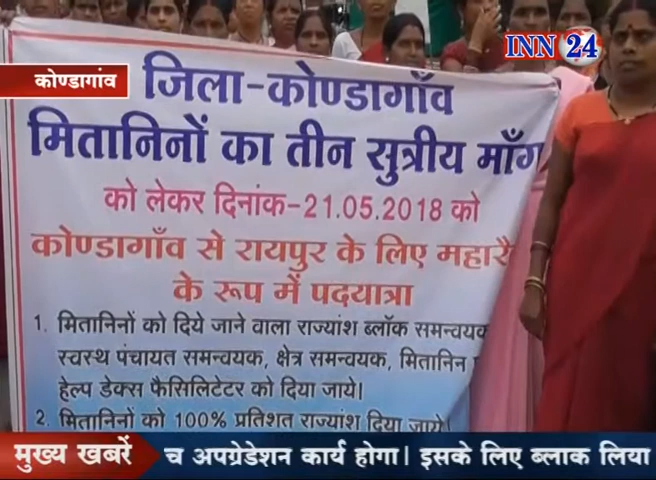 INN 24
कोण्डागांव
जिला-कोण्डागाँव
मितानिनों का तीन सुत्रीय माँग
को लेकर दिनांक-21.05.2018 को
कोण्डागाँव से रायपुर के लिए महारै
के रूप में पदयात्रा
1. मितानिनों को दिये जाने वाला राज्यांश ब्लॉक समन्वयक
स्वस्थ पंचायत समन्वयक, क्षेत्र समन्वयक, मितानिन
हेल्प डेक्स फैसिलिटेटर को दिया जाये।
2. मितानिनों को 100% प्रतिशत राज्यांश दिया जाये।
मुख्य खबरें
च अपग्रेडेशन कार्य होगा। इसके लिए ब्लाक लिया